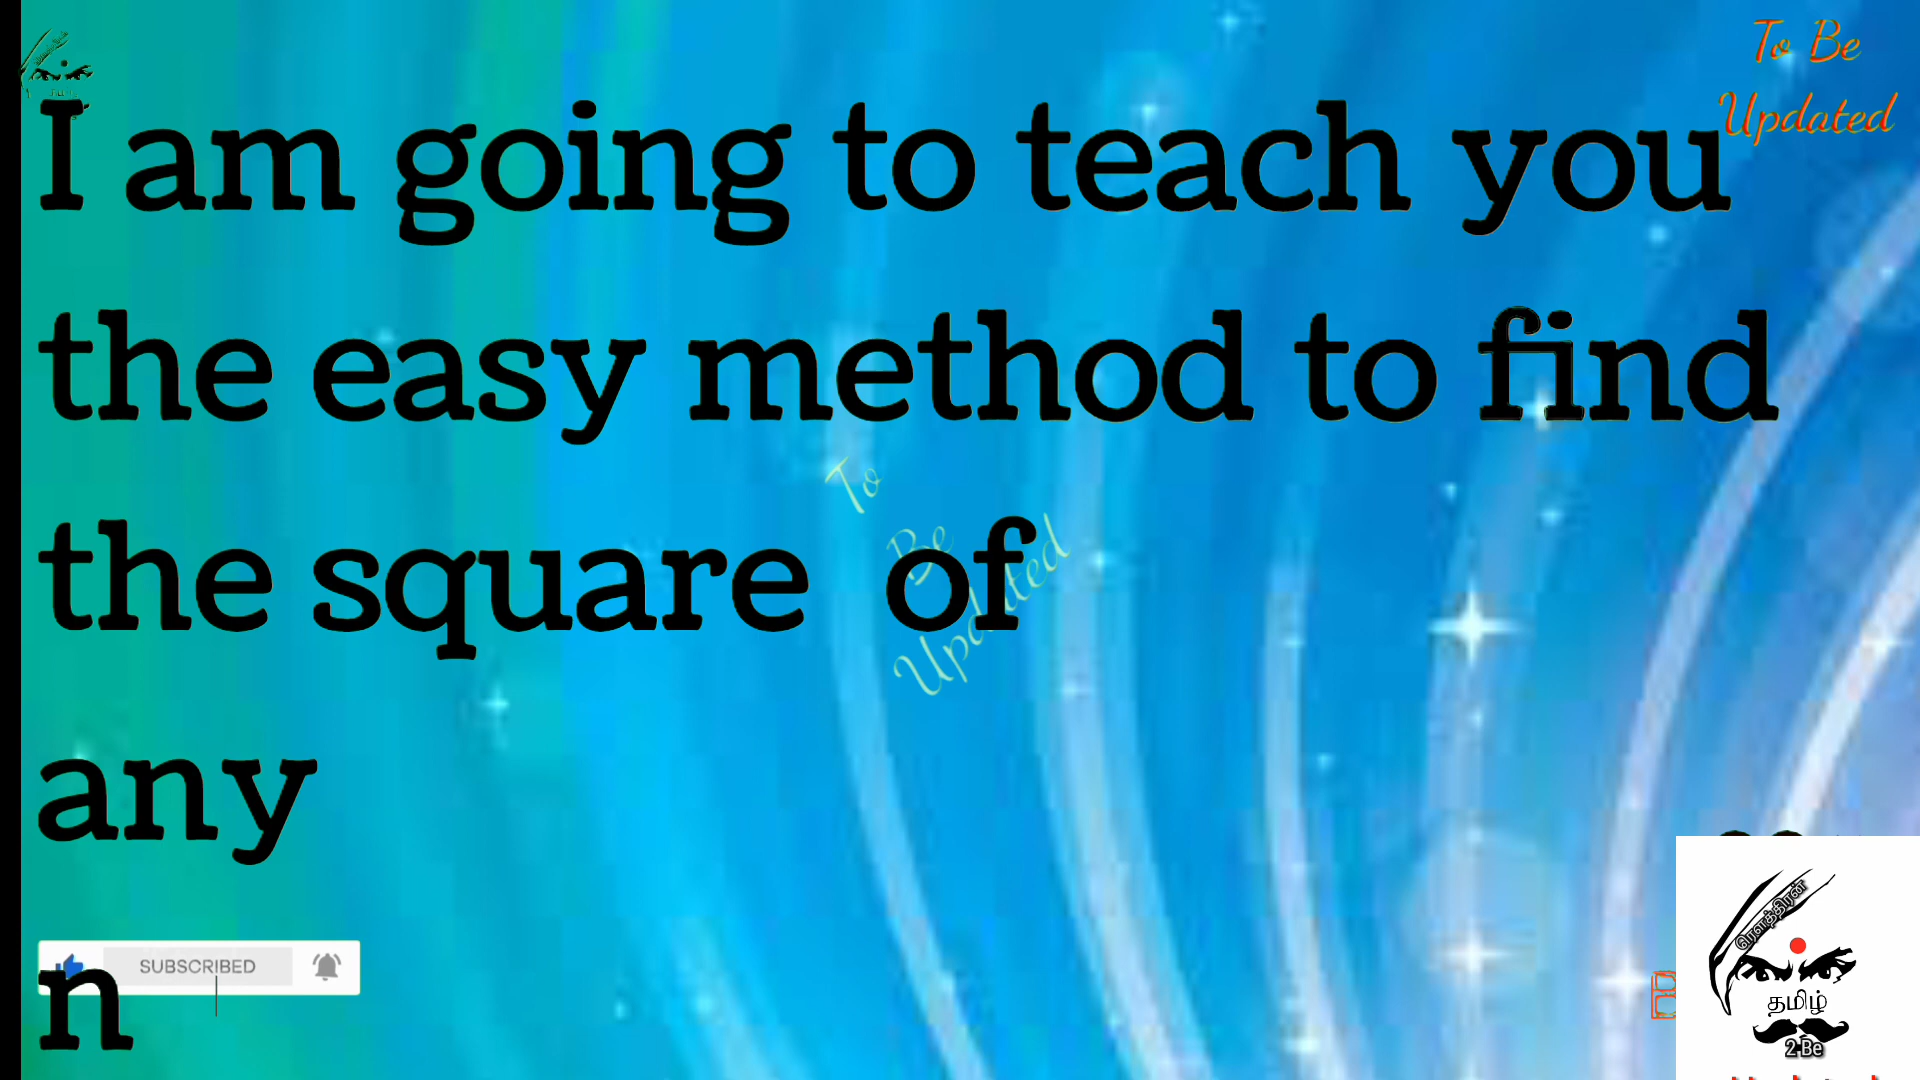 To Be
Updated
I am going to teach you
the easy method to find
the square of
To
Be
Updated
any
SUBSCRIBED
n
ரௌத்திரன்
தமிழ்
2 Be